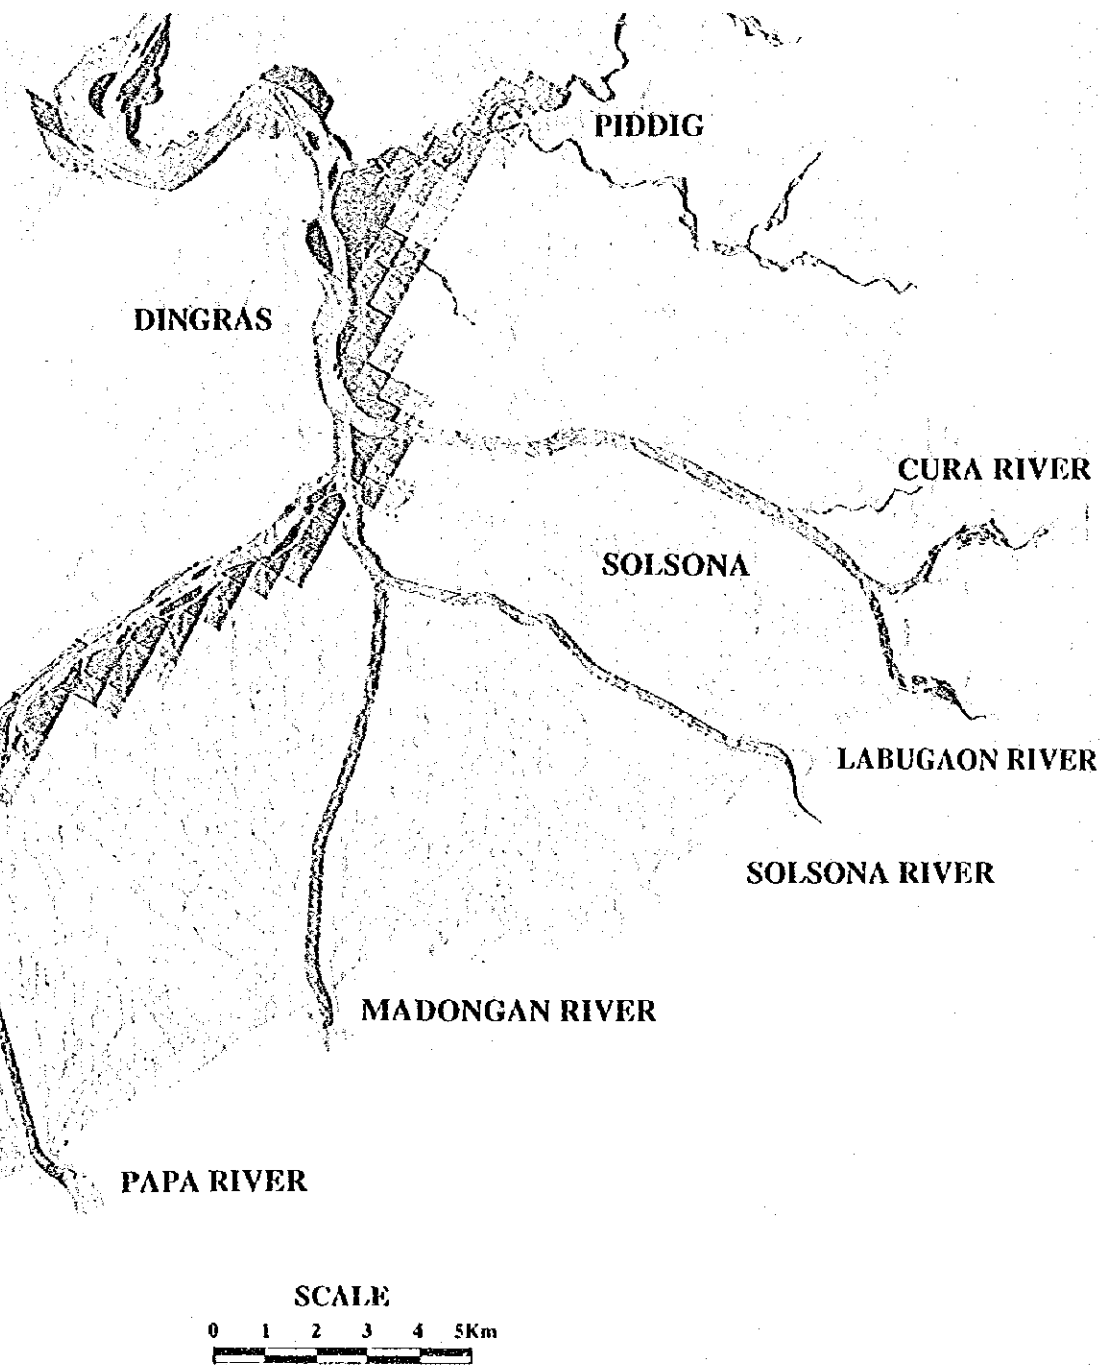 PIDDIG
DINGRAS
CURA RIVER
SOLSONA
LABUGAON RIVER
SOLSONA RIVER
MADONGAN RIVER
PAPA RIVER
SCALE
0 1 2 3 4 5Km